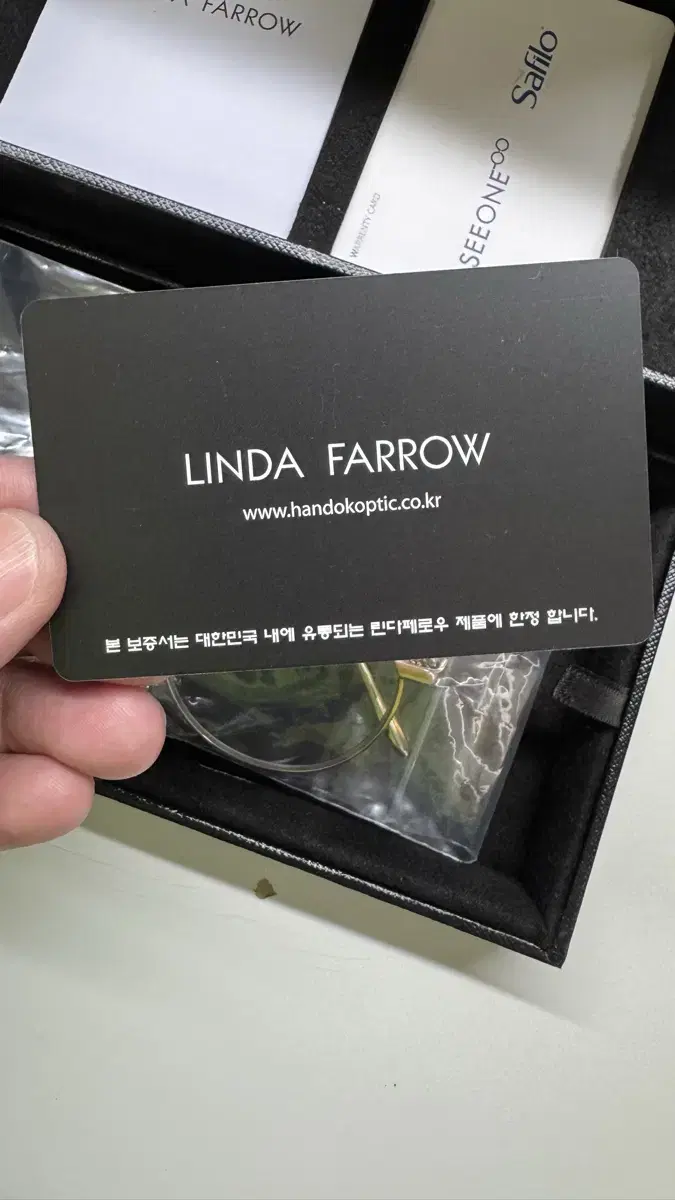 FARROW
Safilo
SEEONE
WARRENTY CARD
LINDA FARROW
www.handokoptic.co.kr
본 보증서는 대한민국 내에 유통되는 린다페로우 제품에 한정 합니다.